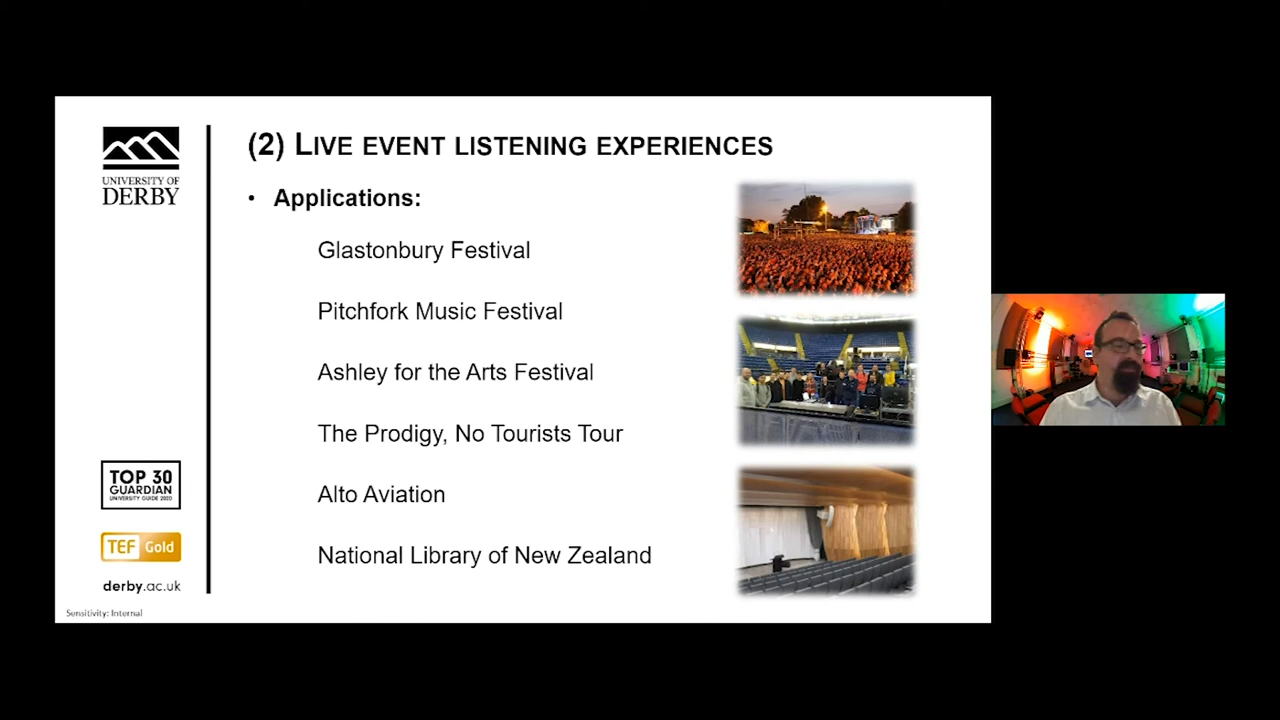 UNIVERSITY OF
DERBY
(2) LIVE EVENT LISTENING EXPERIENCES
• Applications:
Glastonbury Festival
Pitchfork Music Festival
Ashley for the Arts Festival
The Prodigy, No Tourists Tour
Alto Aviation
National Library of New Zealand
TOP 30
GUARDIAN
UNIVERSITY GUIDE 2020
TEF Gold
derby.ac.uk
Sensitivity: Internal